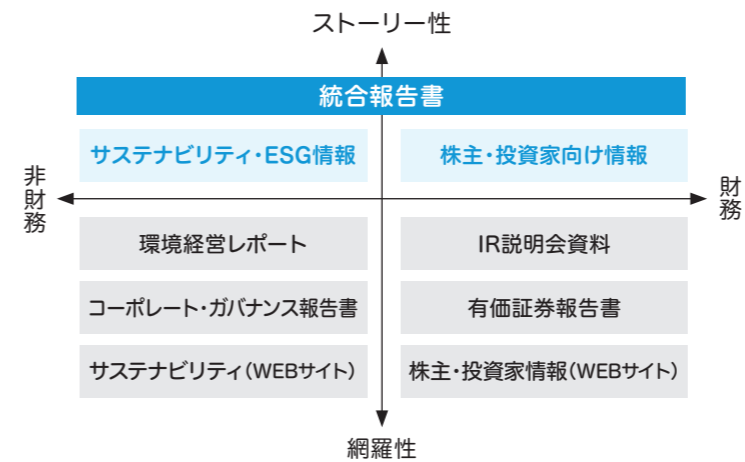 ストーリー性
統合報告書
サステナビリティ・ESG情報
株主・投資家向け情報
非財務
財務
環境経営レポート
IR説明会資料
コーポレート・ガバナンス報告書
有価証券報告書
サステナビリティ（WEBサイト）
株主・投資家情報（WEBサイト）
網羅性